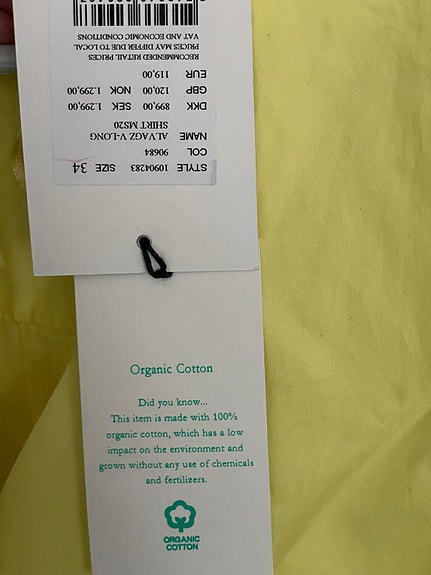 STYLE 10904283 SIZE 34
COL 90684
NAME ALVAGZ V-LONG
SHIRT MS20
DKK 899,00 SEK 1.299,00
GBP 120,00 NOK 1.299,00
EUR 119,00
RECOMMENDED RETAIL PRICES
PRICES MAY DIFFER DUE TO LOCAL
VAT AND ECONOMIC CONDITIONS
Organic Cotton
Did you know...
This item is made with 100%
organic cotton, which has a low
impact on the environment and
grown without any use of chemicals
and fertilizers.
ORGANIC
COTTON